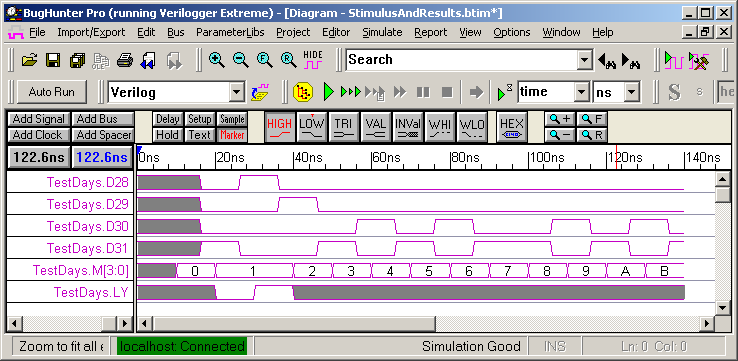 BugHunter Pro (running Verilogger Extreme) - [Diagram - StimulusAndResults.btim*]
File Import/Export Edit Bus ParameterLibs Project Editor Simulate Report View Options Window Help
HIDE Search
Auto Run Verilog time ns S s he
Add Signal Add Bus Delay Setup Sample HIGH LOW TRI VAL INVal WHI WLO HEX + F
Add Clock Add Spacer Hold Text Marker - R
122.6ns 122.6ns 0ns 20ns 40ns 60ns 80ns 100ns 120ns 140ns
TestDays.D28
TestDays.D29
TestDays.D30
TestDays.D31
TestDays.M[3:0] 0 1 2 3 4 5 6 7 8 9 A B
TestDays.LY
Zoom to fit all localhost: Connected Simulation Good INS Ln: 0 Col: 0